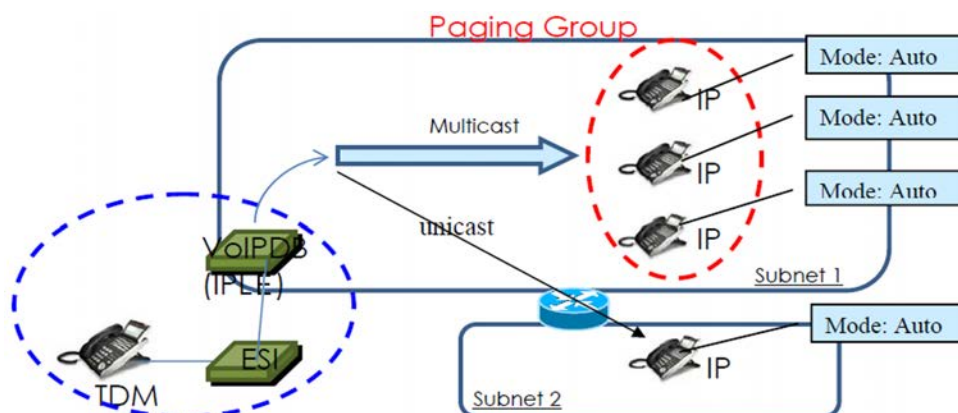 Paging Group
Mode: Auto
IP
Multicast
Mode: Auto
IP
Mode: Auto
unicast
IP
VoIPDB
(IPLE)
Subnet 1
Mode: Auto
ESI
IP
TDM
Subnet 2